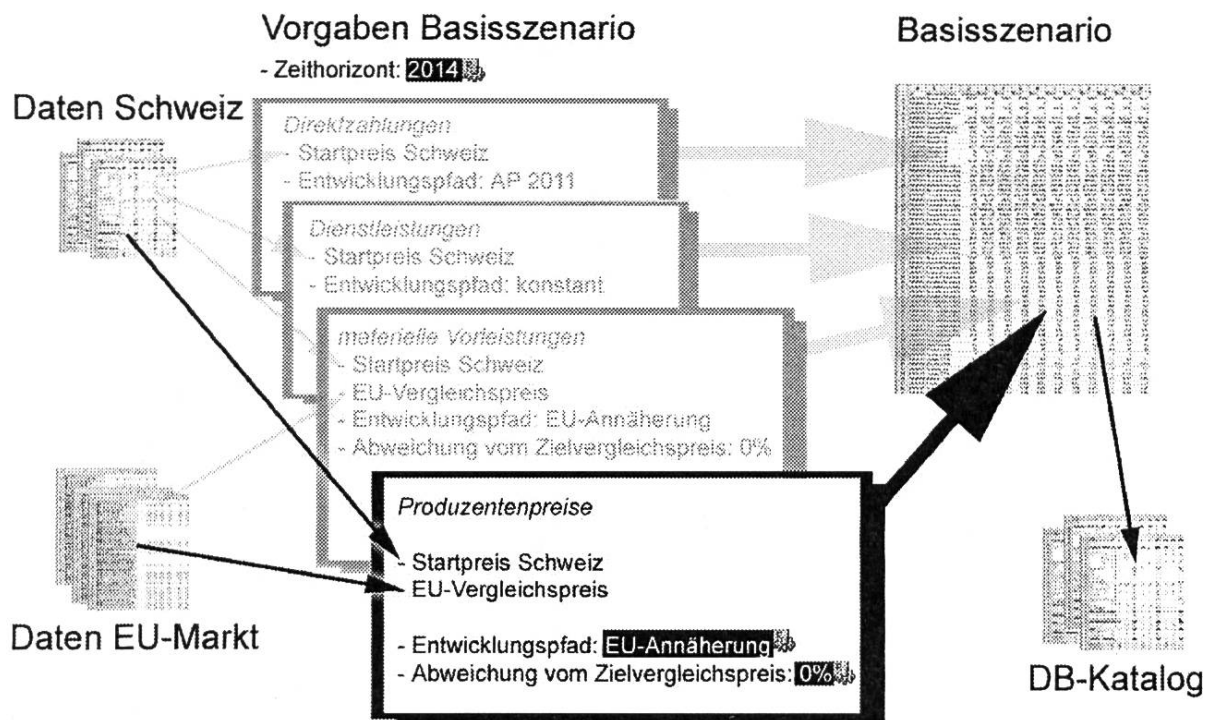 Vorgaben Basisszenario
- Zeithorizont: 2014
Basisszenario
Daten Schweiz
Direktzahlungen
- Startpreis Schweiz
- Entwicklungspfad: AP 2011
Dienstleistungen
- Startpreis Schweiz
- Entwicklungspfad: konstant
materielle Vorleistungen
- Startpreis Schweiz
- EU-Vergleichspreis
- Entwicklungspfad: EU-Annäherung
- Abweichung vom Zielvergleichspreis: 0%
Produzentenpreise
- Startpreis Schweiz
- EU-Vergleichspreis
- Entwicklungspfad: EU-Annäherung
- Abweichung vom Zielvergleichspreis: 0%
Daten EU-Markt
DB-Katalog